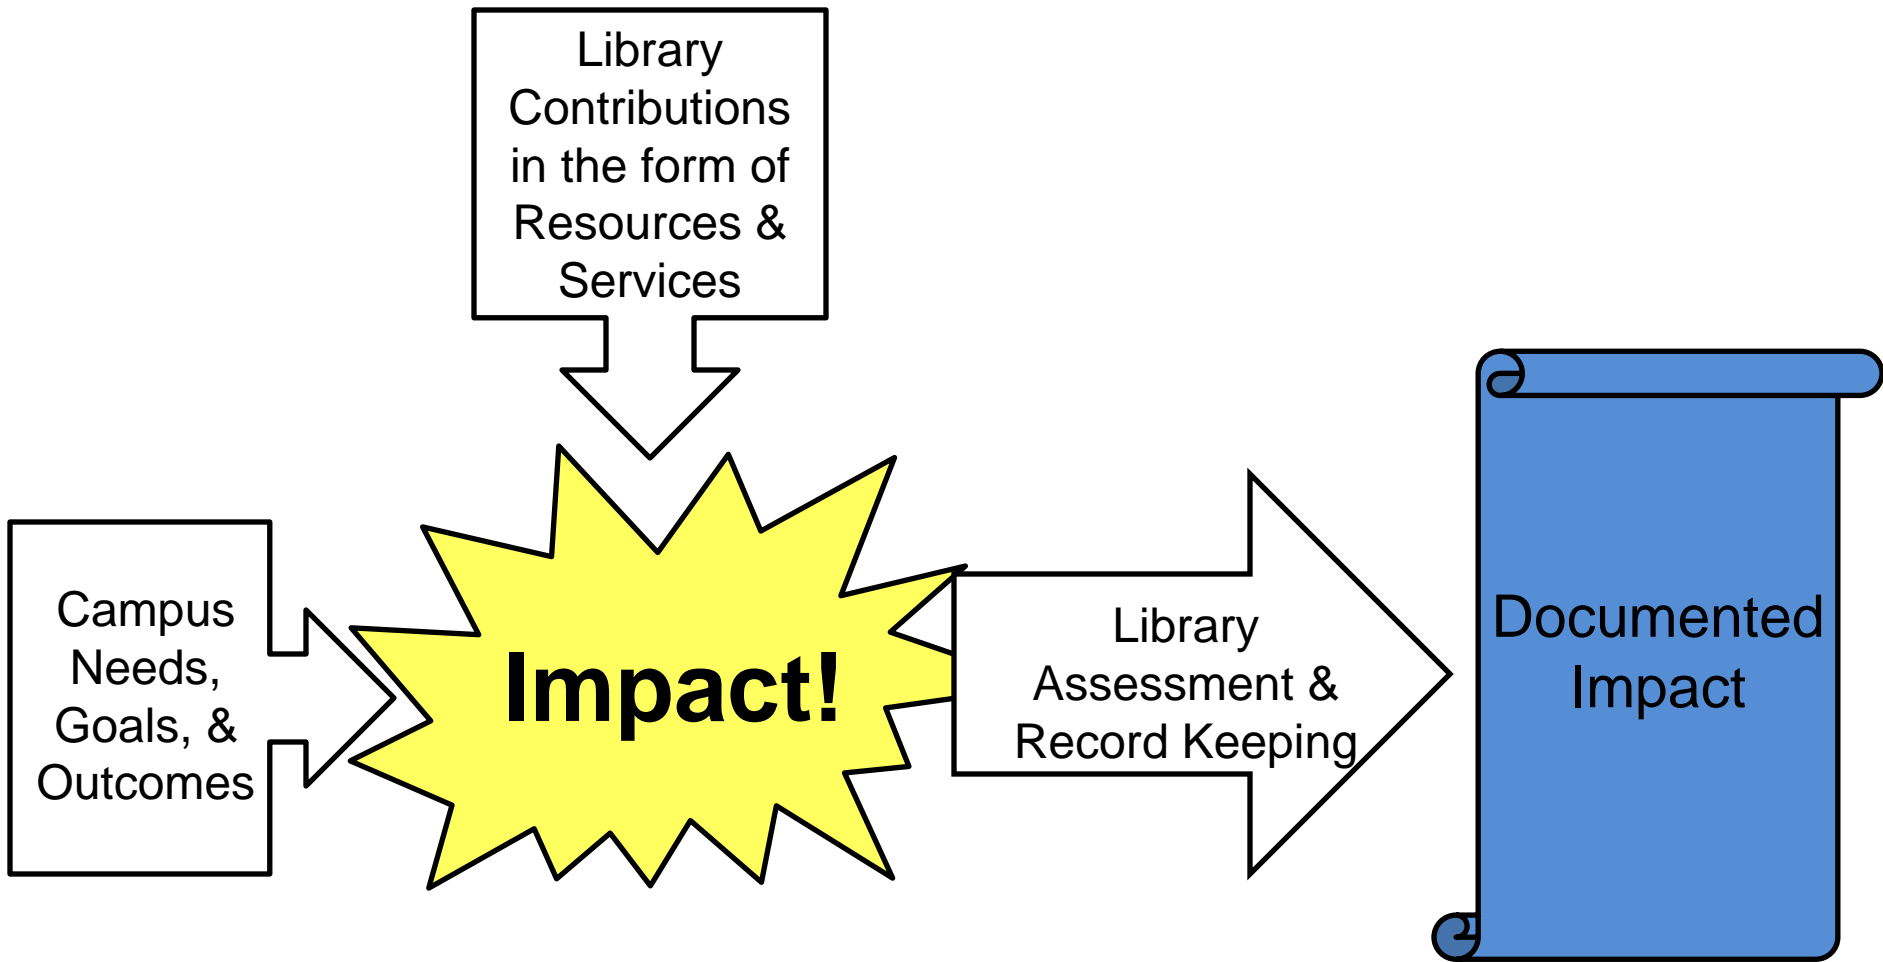 Library
Contributions
in the form of
Resources &
Services
Campus
Needs,
Goals, &
Outcomes
Impact!
Library
Assessment &
Record Keeping
Documented
Impact